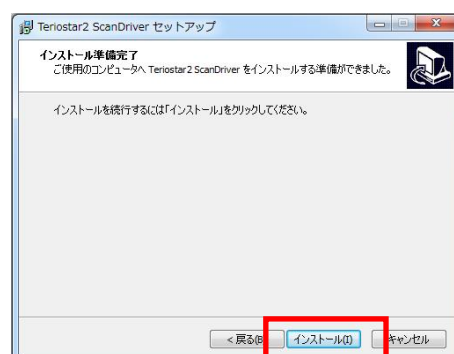 Teriostar2 ScanDriver セットアップ
インストール準備完了
ご使用のコンピュータへ Teriostar2 ScanDriver をインストールする準備ができました。
インストールを続行するには「インストール」をクリックしてください。
< 戻る(B インストール(I) キャンセル